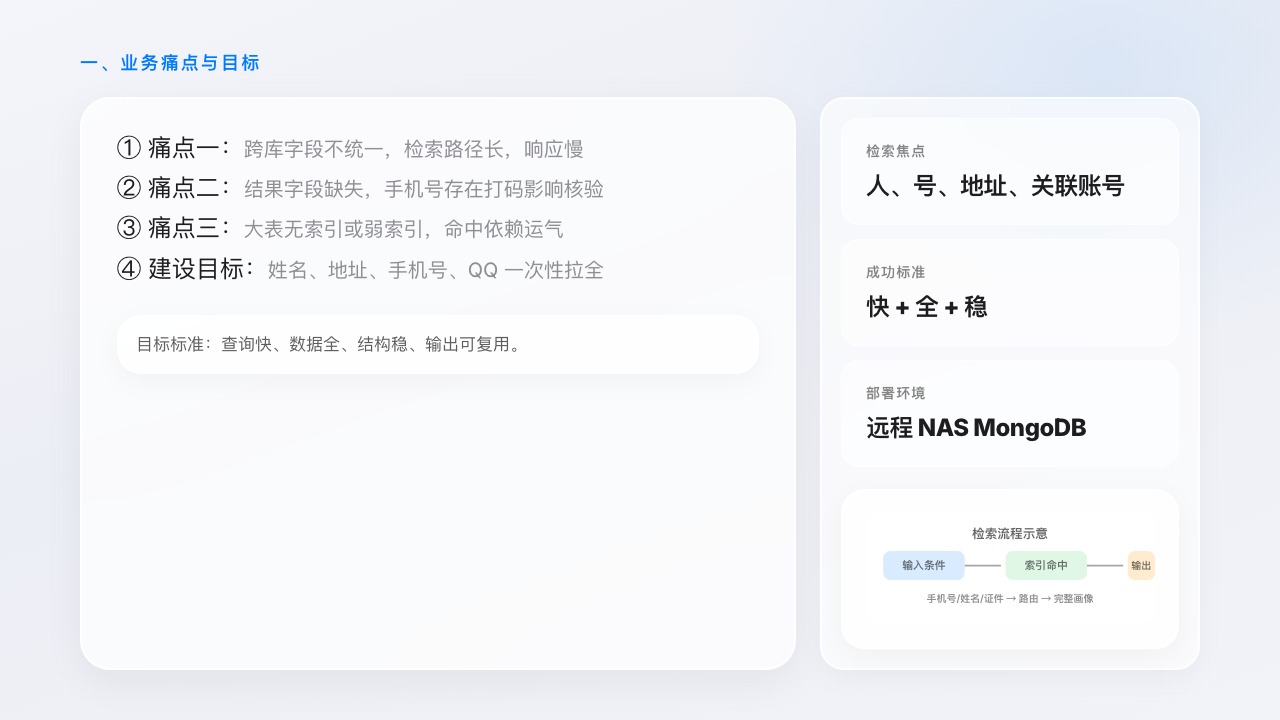 一、业务痛点与目标
① 痛点一：跨库字段不统一，检索路径长，响应慢
② 痛点二：结果字段缺失，手机号存在打码影响核验
③ 痛点三：大表无索引或弱索引，命中依赖运气
④ 建设目标：姓名、地址、手机号、QQ 一次性拉全
目标标准：查询快、数据全、结构稳、输出可复用。
检索焦点
人、号、地址、关联账号
成功标准
快 + 全 + 稳
部署环境
远程 NAS MongoDB
检索流程示意
输入条件 索引命中 输出
手机号/姓名/证件 → 路由 → 完整画像